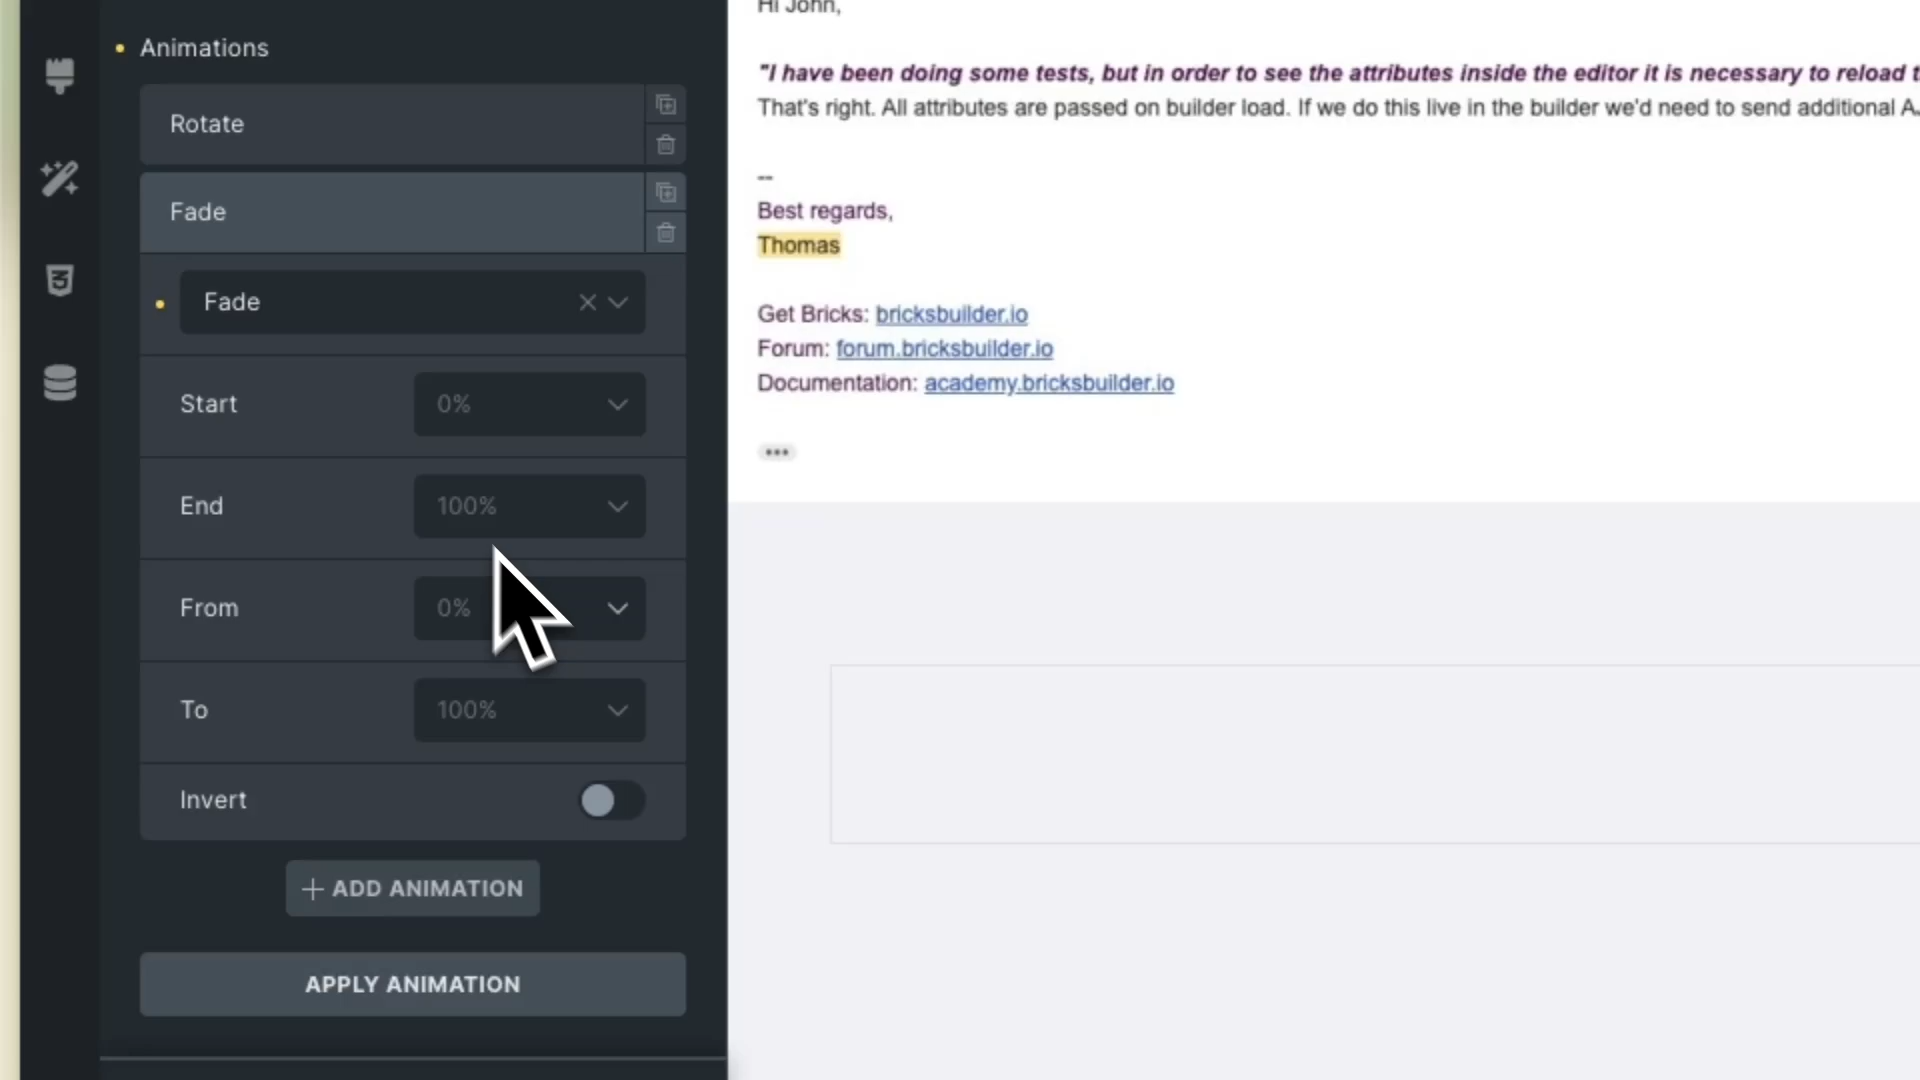 Animations
Rotate
Fade
Fade
Start 0%
End 100%
From 0%
To 100%
Invert
ADD ANIMATION
APPLY ANIMATION
Hi John,
"I have been doing some tests, but in order to see the attributes inside the editor it is necessary to reload
That's right. All attributes are passed on builder load. If we do this live in the builder we'd need to send additional
--
Best regards,
Thomas
Get Bricks: bricksbuilder.io
Forum: forum.bricksbuilder.io
Documentation: academy.bricksbuilder.io